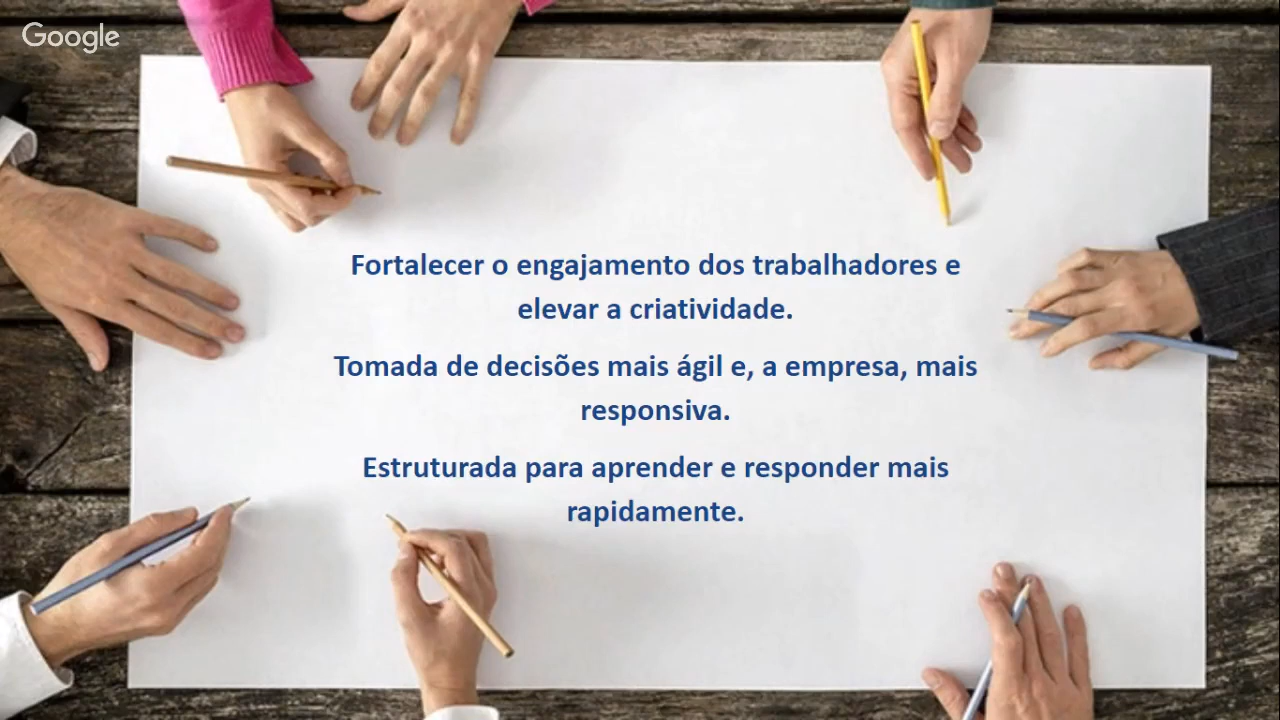 Google
Fortalecer o engajamento dos trabalhadores e
elevar a criatividade.
Tomada de decisões mais ágil e, a empresa, mais
responsiva.
Estruturada para aprender e responder mais
rapidamente.